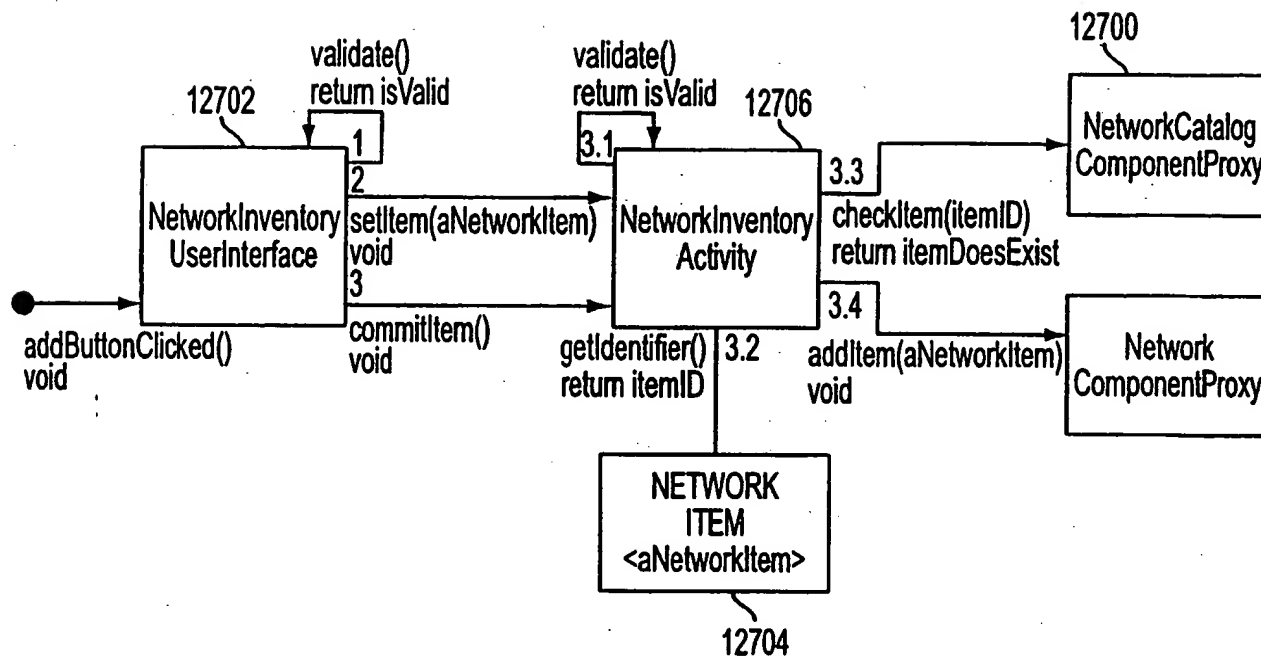 12700
validate()
return isValid
validate()
return isValid
12702
12706
1
3.1
NetworkCatalog
ComponentProxy
2
3.3
NetworkInventory
UserInterface
setItem(aNetworkItem)
void
NetworkInventory
Activity
checkItem(itemID)
return itemDoesExist
3
3.4
addButtonClicked()
void
commitItem()
void
getIdentifier()
return itemID
3.2
addItem(aNetworkItem)
void
Network
ComponentProxy
NETWORK
ITEM
<aNetworkItem>
12704